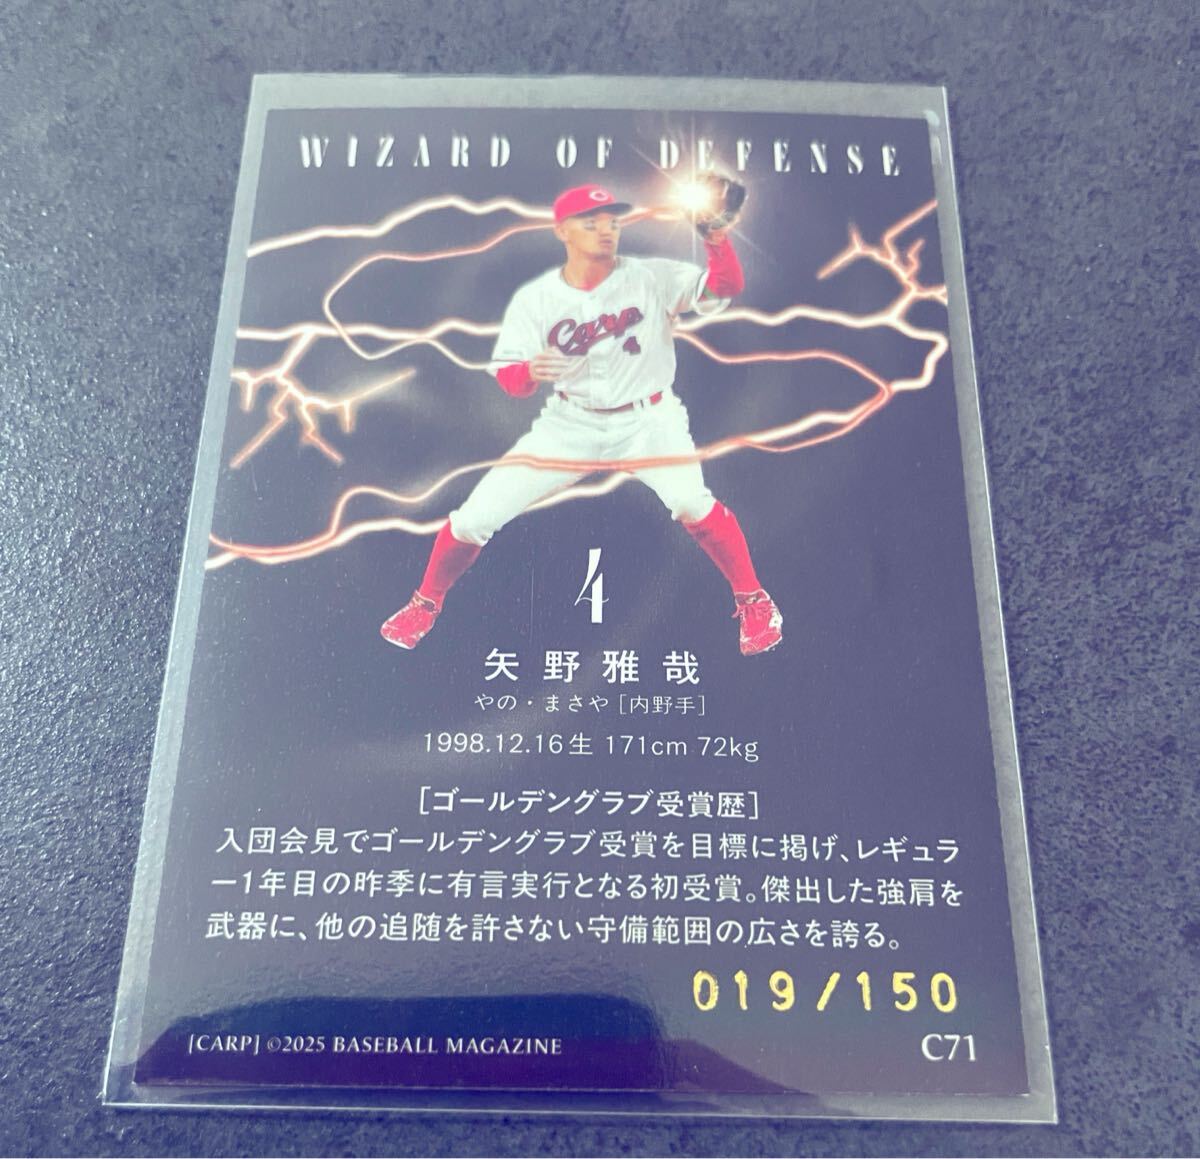 WIZARD OF DEFENSE
C
Carp
4
4
矢野雅哉
やの・まさや [内野手]
1998.12.16生 171cm 72kg
[ゴールデングラブ受賞歴]
入団会見でゴールデングラブ受賞を目標に掲げ、レギュラ
ー1年目の昨季に有言実行となる初受賞。傑出した強肩を
武器に、他の追随を許さない守備範囲の広さを誇る。
019/150
[CARP] ©2025 BASEBALL MAGAZINE
C71